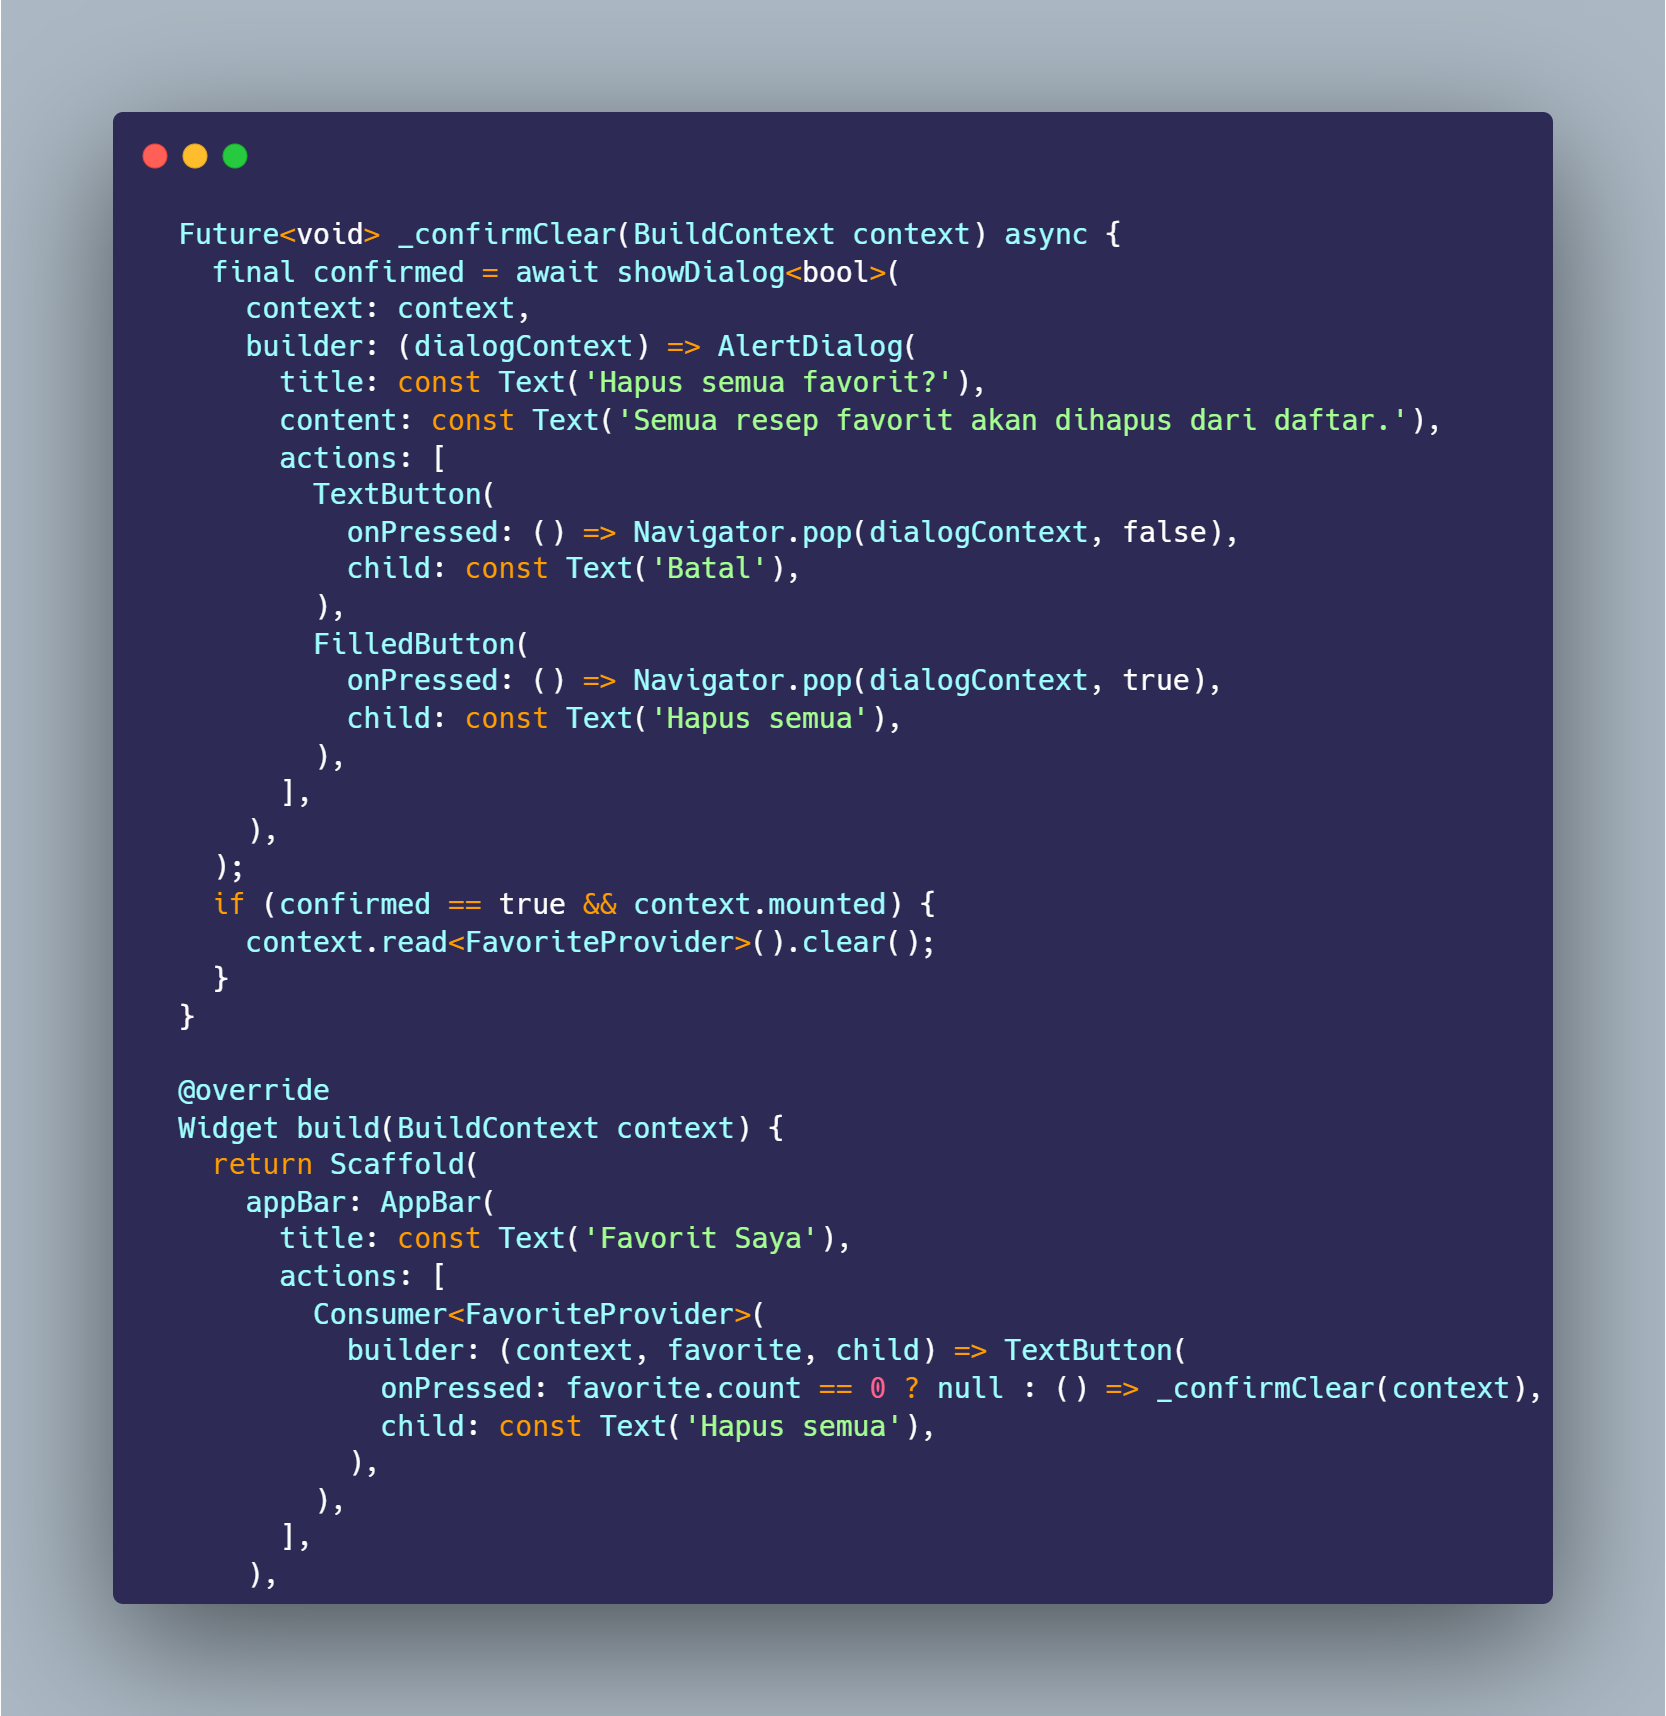 Future<void> _confirmClear(BuildContext context) async {
  final confirmed = await showDialog<bool>(
    context: context,
    builder: (dialogContext) => AlertDialog(
      title: const Text('Hapus semua favorit?'),
      content: const Text('Semua resep favorit akan dihapus dari daftar.'),
      actions: [
        TextButton(
          onPressed: () => Navigator.pop(dialogContext, false),
          child: const Text('Batal'),
        ),
        FilledButton(
          onPressed: () => Navigator.pop(dialogContext, true),
          child: const Text('Hapus semua'),
        ),
      ],
    ),
  );
  if (confirmed == true && context.mounted) {
    context.read<FavoriteProvider>().clear();
  }
}

@override
Widget build(BuildContext context) {
  return Scaffold(
    appBar: AppBar(
      title: const Text('Favorit Saya'),
      actions: [
        Consumer<FavoriteProvider>(
          builder: (context, favorite, child) => TextButton(
            onPressed: favorite.count == 0 ? null : () => _confirmClear(context),
            child: const Text('Hapus semua'),
          ),
        ),
      ],
    ),